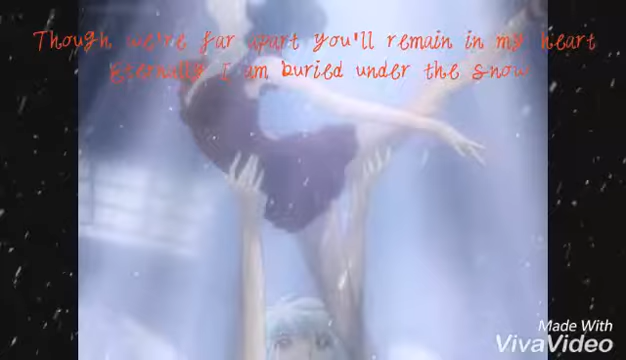 Though we're far apart you'll remain in my heart
Eternally I am buried under the snow
Made With
VivaVideo